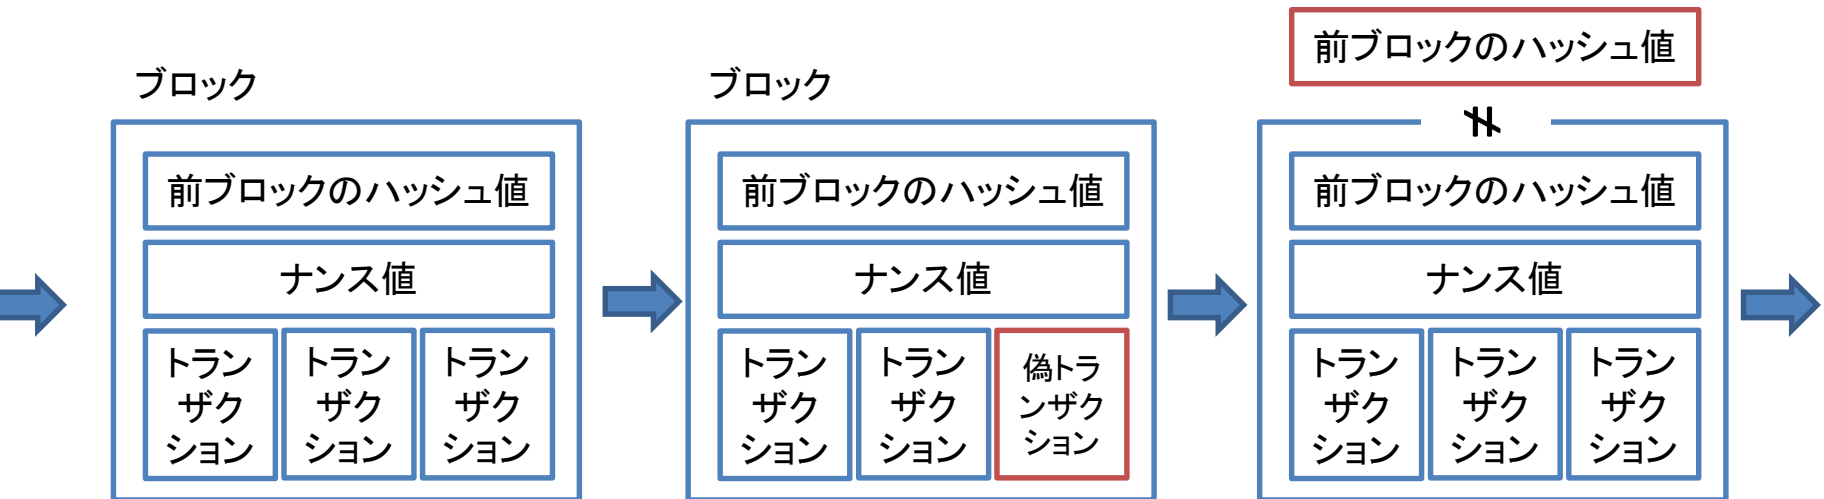 ブロック
前ブロックのハッシュ値
ナンス値
トラン
ザク
ション
トラン
ザク
ション
トラン
ザク
ション
ブロック
前ブロックのハッシュ値
ナンス値
トラン
ザク
ション
トラン
ザク
ション
偽トラ
ンザク
ション
前ブロックのハッシュ値
≠
前ブロックのハッシュ値
ナンス値
トラン
ザク
ション
トラン
ザク
ション
トラン
ザク
ション